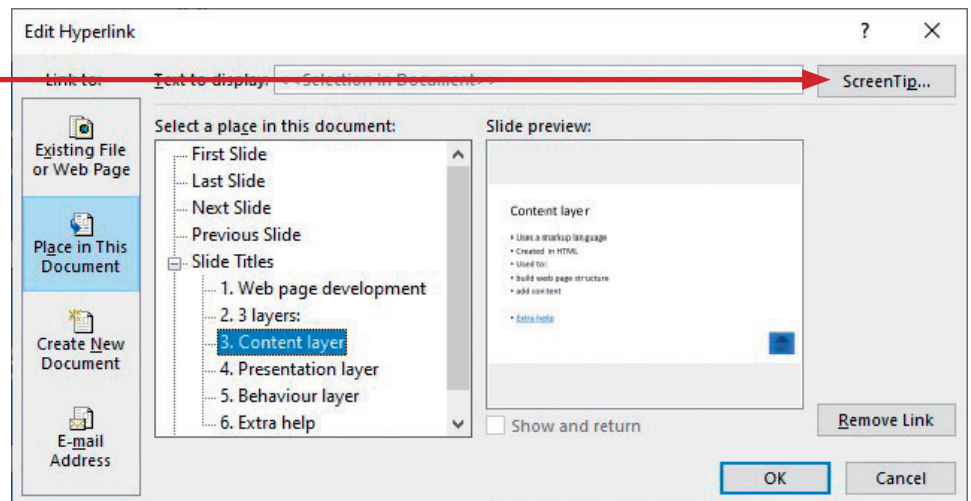 Edit Hyperlink
?
Link to:
Text to display:
<<Selection in Document>>
ScreenTip...
Existing File
or Web Page
Place in This
Document
Create New
Document
E-mail
Address
Select a place in this document:
First Slide
Last Slide
Next Slide
Previous Slide
Slide Titles
1. Web page development
2. 3 layers:
3. Content layer
4. Presentation layer
5. Behaviour layer
6. Extra help
Slide preview:
Content layer
• Uses a markup language
• Created in HTML
• Used to:
• build web page structure
• add content
• Extra help
Show and return
Remove Link
OK
Cancel